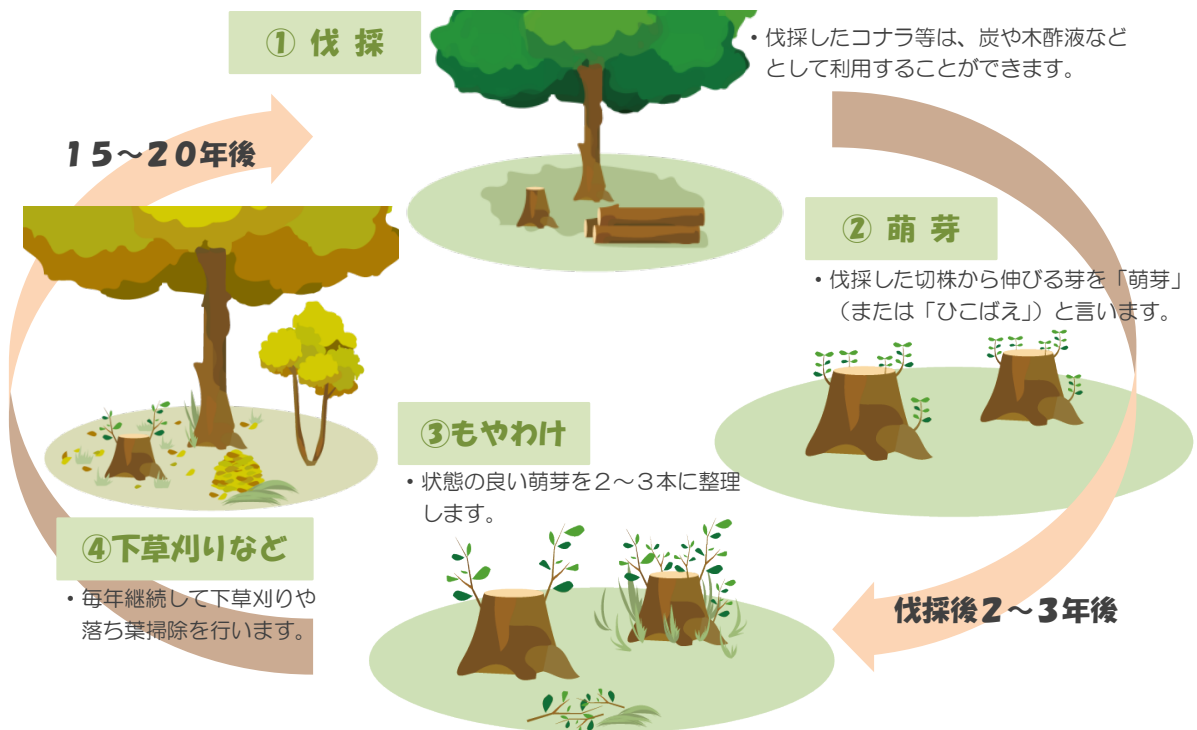 ① 伐 採
・伐採したコナラ等は、炭や木酢液など
として利用することができます。
② 萌 芽
・伐採した切株から伸びる芽を「萌芽」
（または「ひこばえ」）と言います。
伐採後２～３年後
③もやわけ
・状態の良い萌芽を２～３本に整理
します。
④下草刈りなど
・毎年継続して下草刈りや
落ち葉掃除を行います。
１５～２０年後